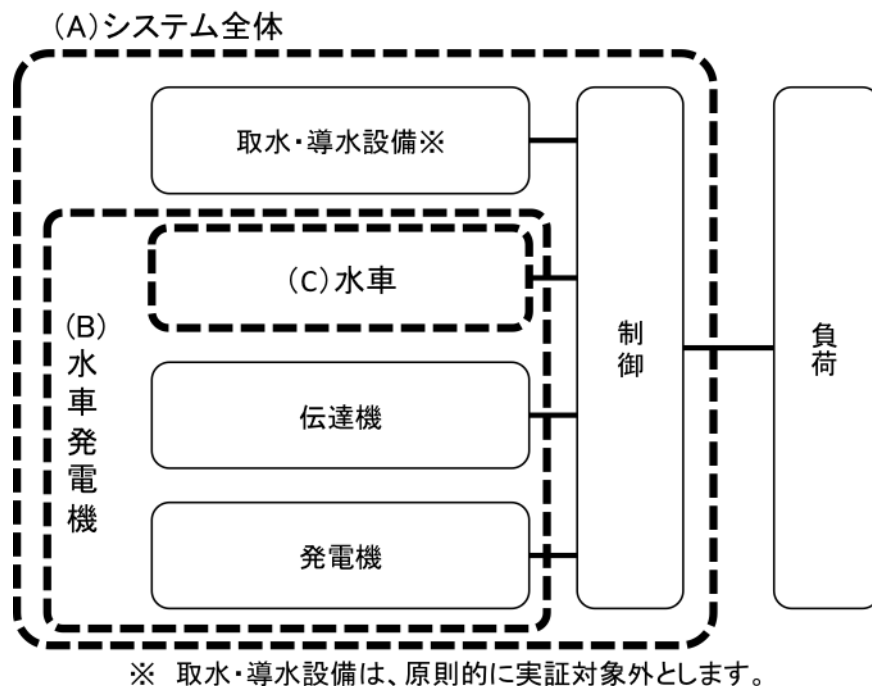 (A)システム全体
取水・導水設備※
(C)水車
(B)
水車発電機
伝達機
発電機
制御
負荷
※ 取水・導水設備は、原則的に実証対象外とします。